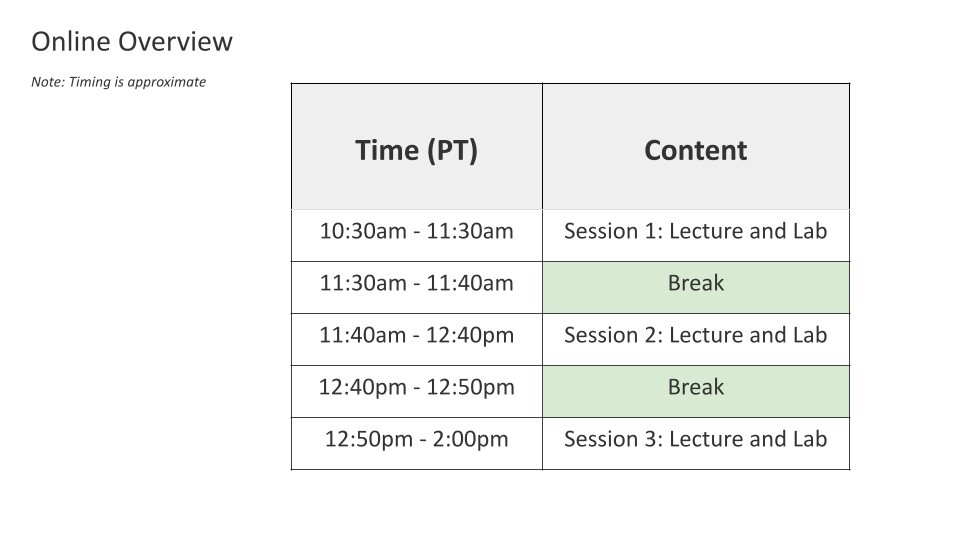 Online Overview
Note: Timing is approximate
Time (PT) Content
10:30am - 11:30am Session 1: Lecture and Lab
11:30am - 11:40am Break
11:40am - 12:40pm Session 2: Lecture and Lab
12:40pm - 12:50pm Break
12:50pm - 2:00pm Session 3: Lecture and Lab